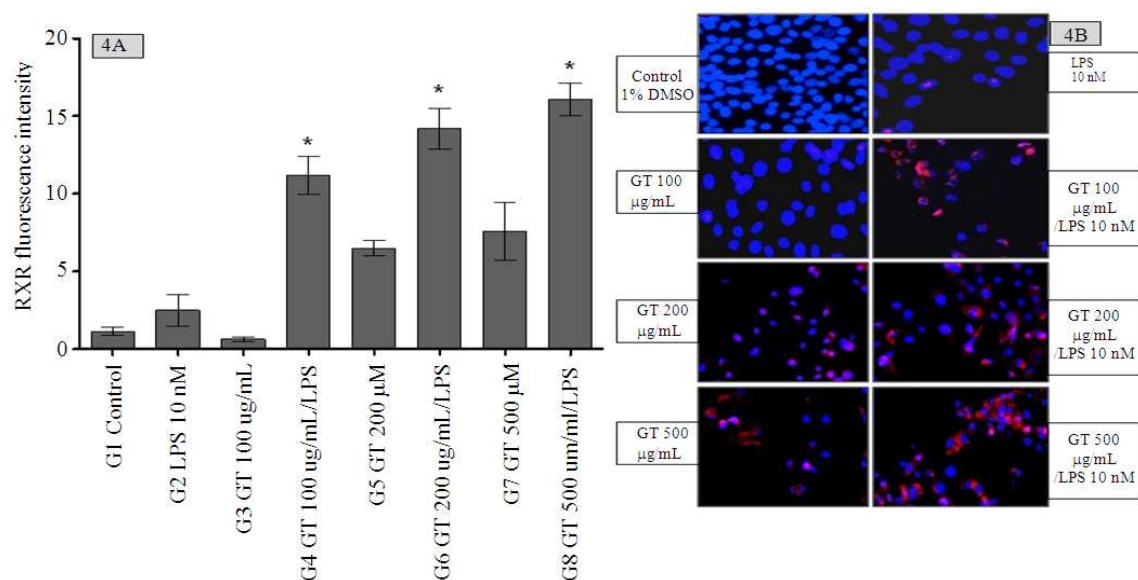 4A
20
15
10
5
0
RXR fluorescence intensity
*
*
*
G1 Control
G2 LPS 10 nM
G3 GT 100 ug/mL
G4 GT 100 ug/mL/LPS
G5 GT 200 µM
G6 GT 200 ug/mL/LPS
G7 GT 500 µM
G8 GT 500 um/ml/LPS
4B
Control
1% DMSO
LPS
10 nM
GT 100
µg/mL
GT 100
µg/mL
/LPS 10 nM
GT 200
µg/mL
GT 200
µg/mL
/LPS 10 nM
GT 500
µg/mL
GT 500
µg/mL
/LPS 10 nM